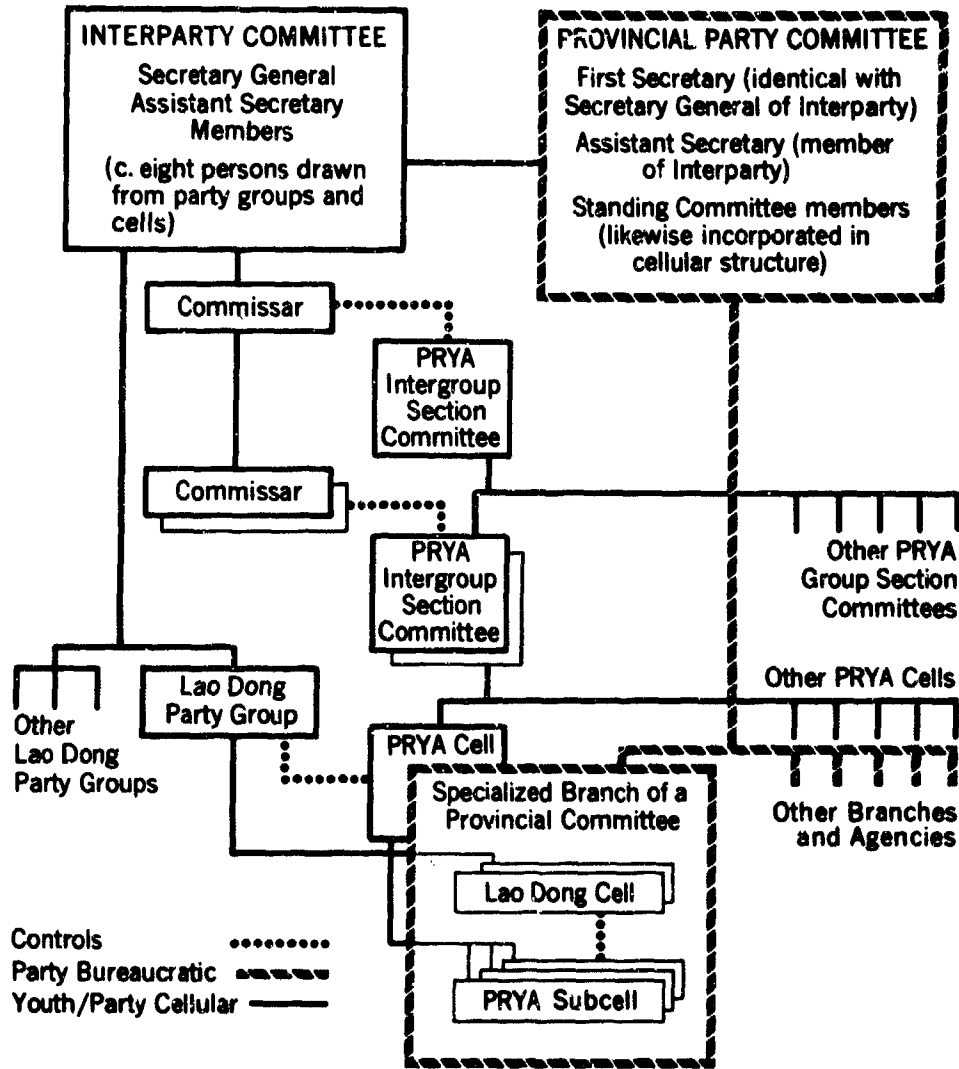 INTERPARTY COMMITTEE
Secretary General
Assistant Secretary
Members
(c. eight persons drawn
from party groups and
cells)
PROVINCIAL PARTY COMMITTEE
First Secretary (identical with
Secretary General of Interparty)
Assistant Secretary (member
of Interparty)
Standing Committee members
(likewise incorporated in
cellular structure)
Commissar
PRYA
Intergroup
Section
Committee
Commissar
PRYA
Intergroup
Section
Committee
Other PRYA
Group Section
Committees
Other
Lao Dong
Party Groups
Lao Dong
Party Group
Other PRYA Cells
PRYA Cell
Specialized Branch of a
Provincial Committee
Other Branches
and Agencies
Lao Dong Cell
PRYA Subcell
Controls
Party Bureaucratic
Youth/Party Cellular